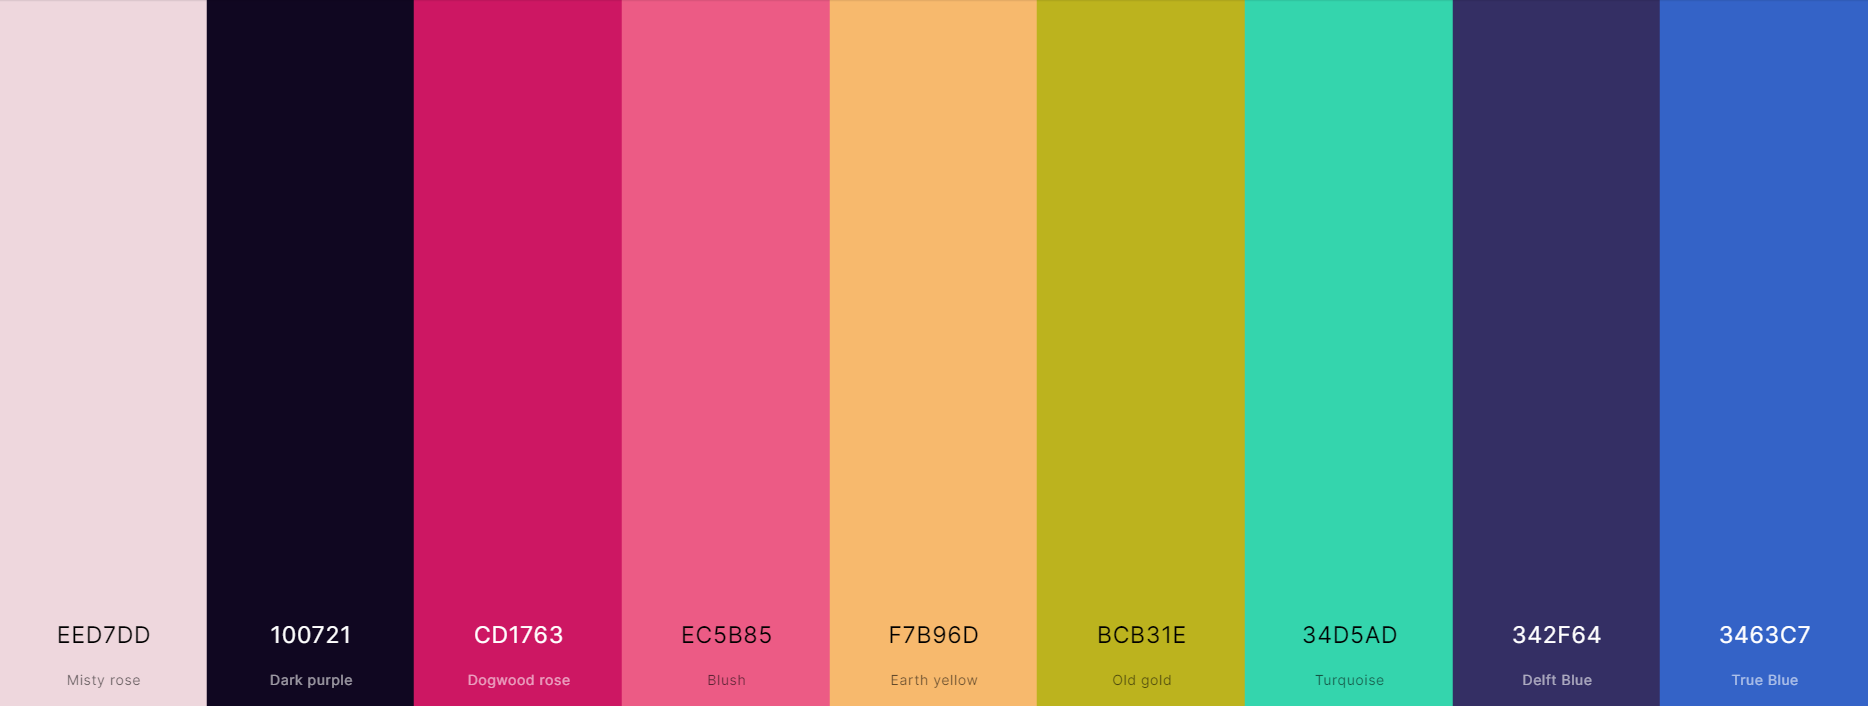 EED7DD
Misty rose
100721
Dark purple
CD1763
Dogwood rose
EC5B85
Blush
F7B96D
Earth yellow
BCB31E
Old gold
34D5AD
Turquoise
342F64
Delft Blue
3463C7
True Blue